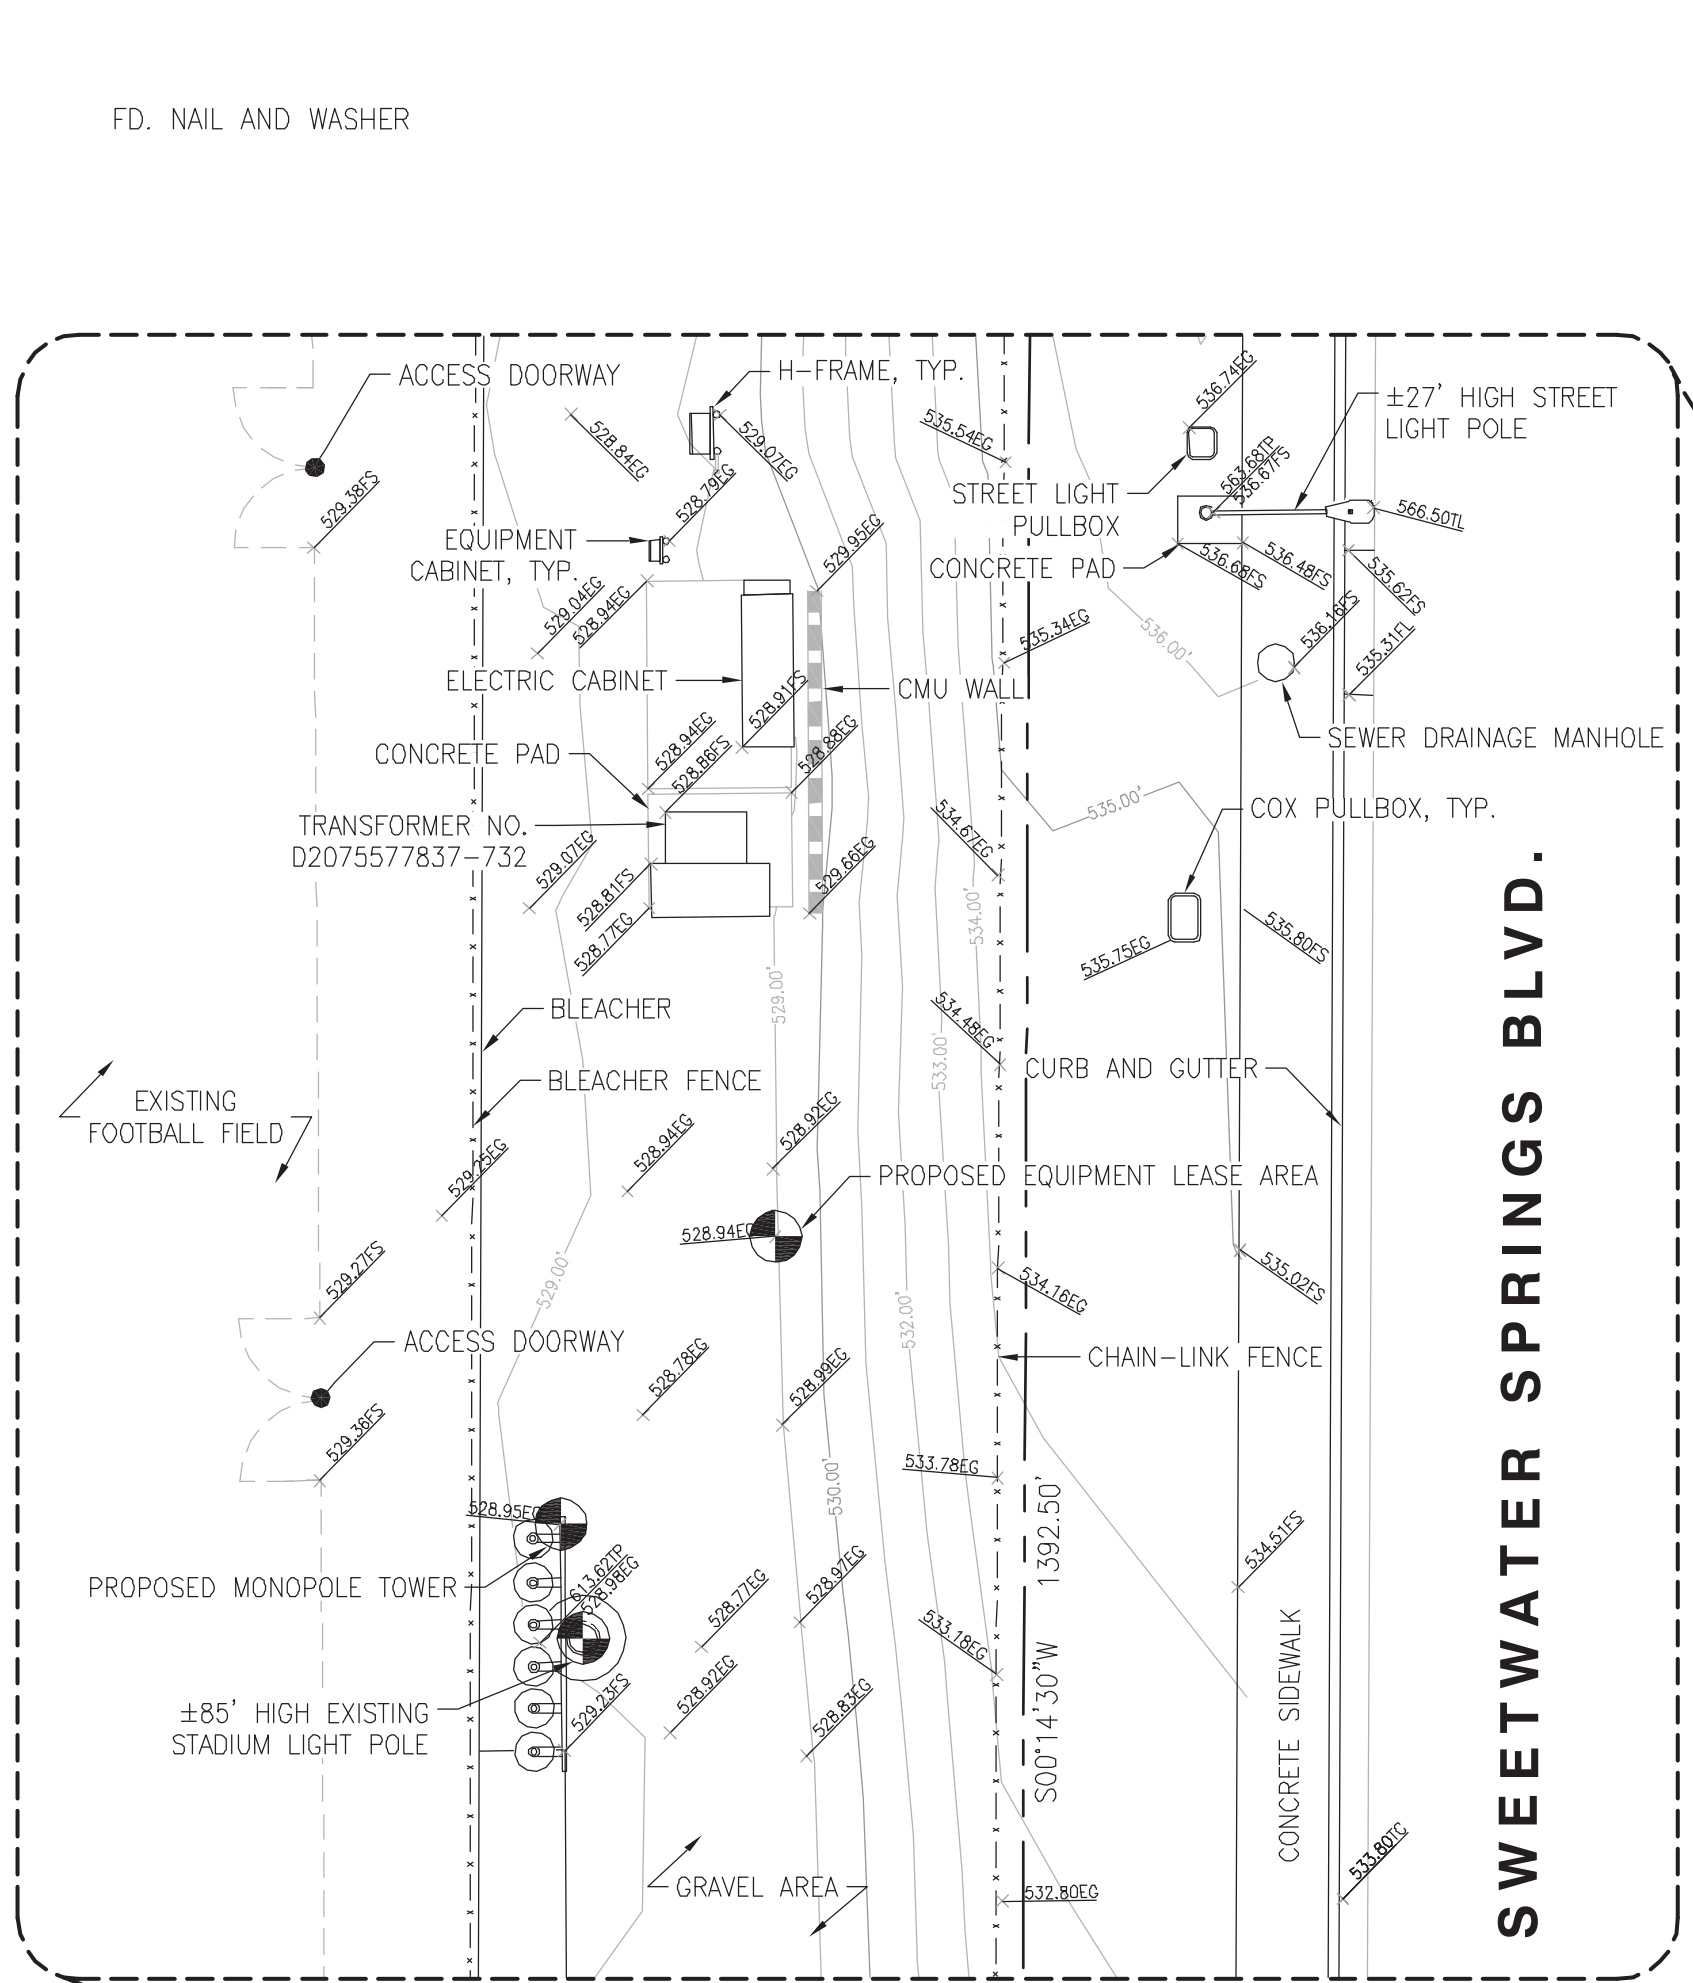 FD. NAIL AND WASHER
ACCESS DOORWAY
H-FRAME, TYP.
536.74EG
±27' HIGH STREET
LIGHT POLE
528.84EG
529.07EG
535.54EG
529.38FS
528.79EG
563.68TP
536.67FS
STREET LIGHT
PULLBOX
566.50TL
EQUIPMENT
CABINET, TYP.
529.95EG
CONCRETE PAD
536.68FS
536.48FS
535.62FS
529.04EG
528.94EG
535.34EG
536.00'
536.16FS
535.31FL
ELECTRIC CABINET
528.91FS
CMU WALL
SEWER DRAINAGE MANHOLE
CONCRETE PAD
528.94EG
528.86FS
528.88EG
535.00'
COX PULLBOX, TYP.
TRANSFORMER NO.
D2075577837-732
529.07EG
534.67EG
529.66EG
528.81FS
528.77EG
534.00'
535.75EG
535.80FS
529.00'
BLEACHER
534.48EG
533.00'
CURB AND GUTTER
BLEACHER FENCE
EXISTING
FOOTBALL FIELD
528.94EG
528.92EG
529.25EG
PROPOSED EQUIPMENT LEASE AREA
528.94EG
529.27FS
529.00'
534.16EG
535.02FS
532.00'
ACCESS DOORWAY
528.78EG
528.99EG
CHAIN-LINK FENCE
529.36FS
533.78EG
530.00'
528.95EG
S00°14'30"W 1392.50'
534.51FS
PROPOSED MONOPOLE TOWER
613.62TP
528.98EG
528.77EG
528.97EG
533.18EG
±85' HIGH EXISTING
STADIUM LIGHT POLE
529.23FS
528.92EG
528.83EG
CONCRETE SIDEWALK
SWEETWATER SPRINGS BLVD.
GRAVEL AREA
532.80EG